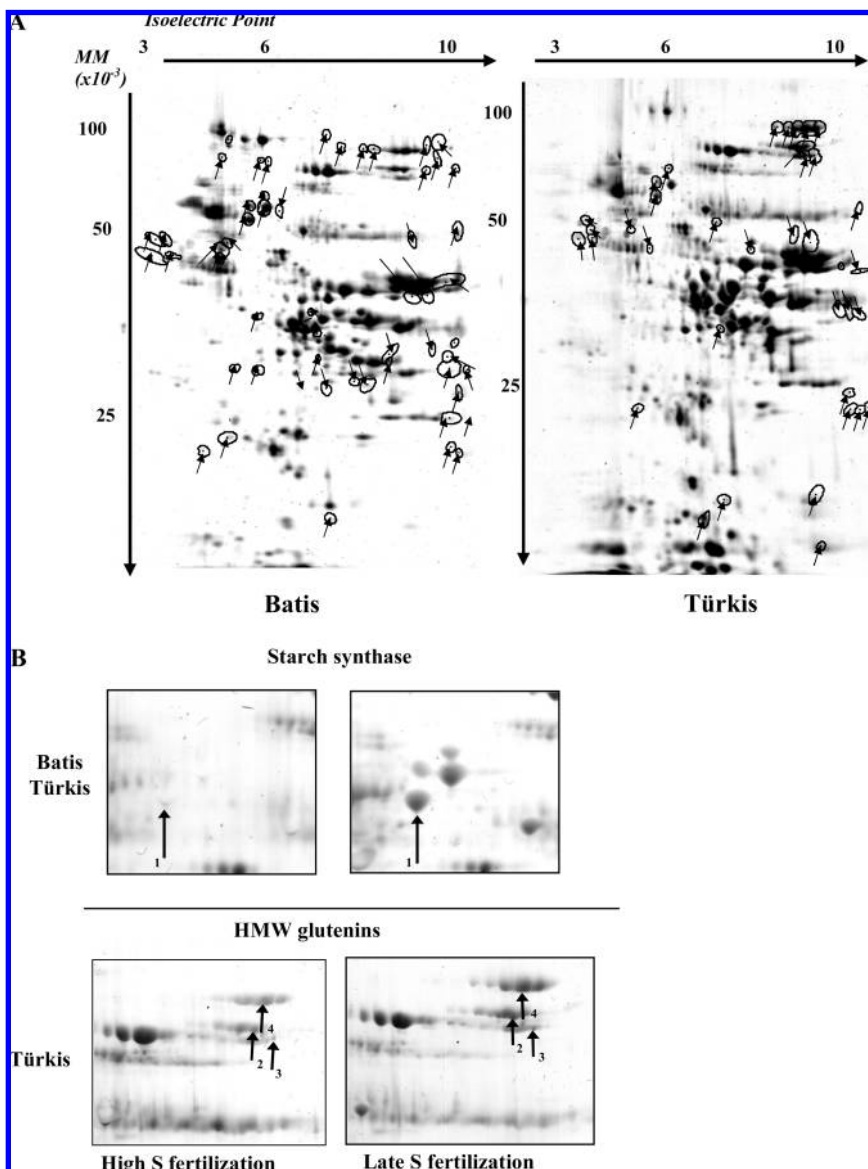 A
Isoelectric Point
3 6 10 3 6 10
MM
(x10-3)
100 100
50 50
25 25
Batis Türkis
B
Starch synthase
Batis
Türkis
1 1
HMW glutenins
4 4
2 3 2 3
Türkis
High S fertilization Late S fertilization